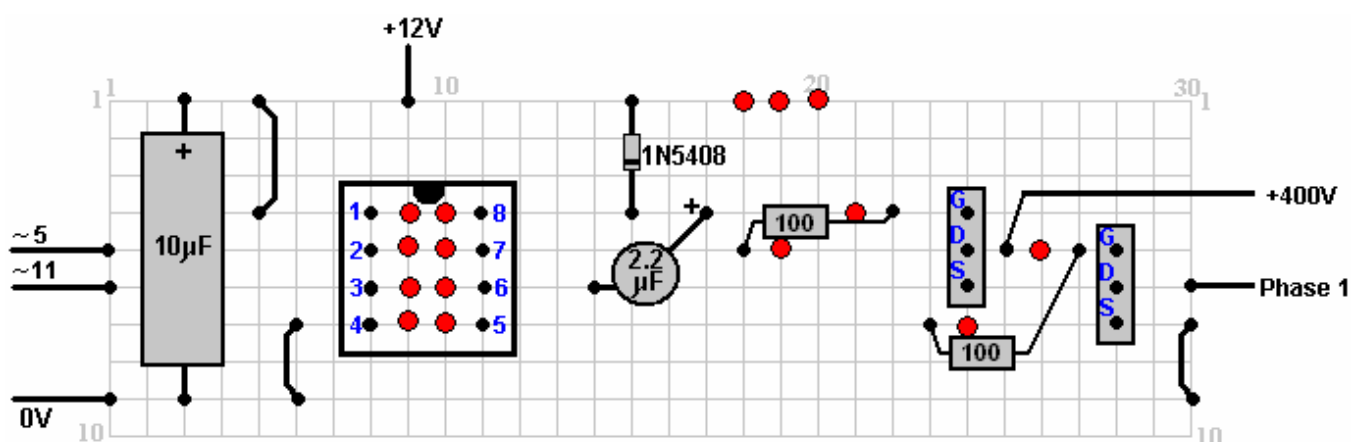 +12V
1 1 10 20 30 1
+ 1N5408
1 8 + 100 G +400V
~5 10µF 2 7 2.2 D G
~11 3 6 µF S D Phase 1
4 5 S
100
0V
10 10